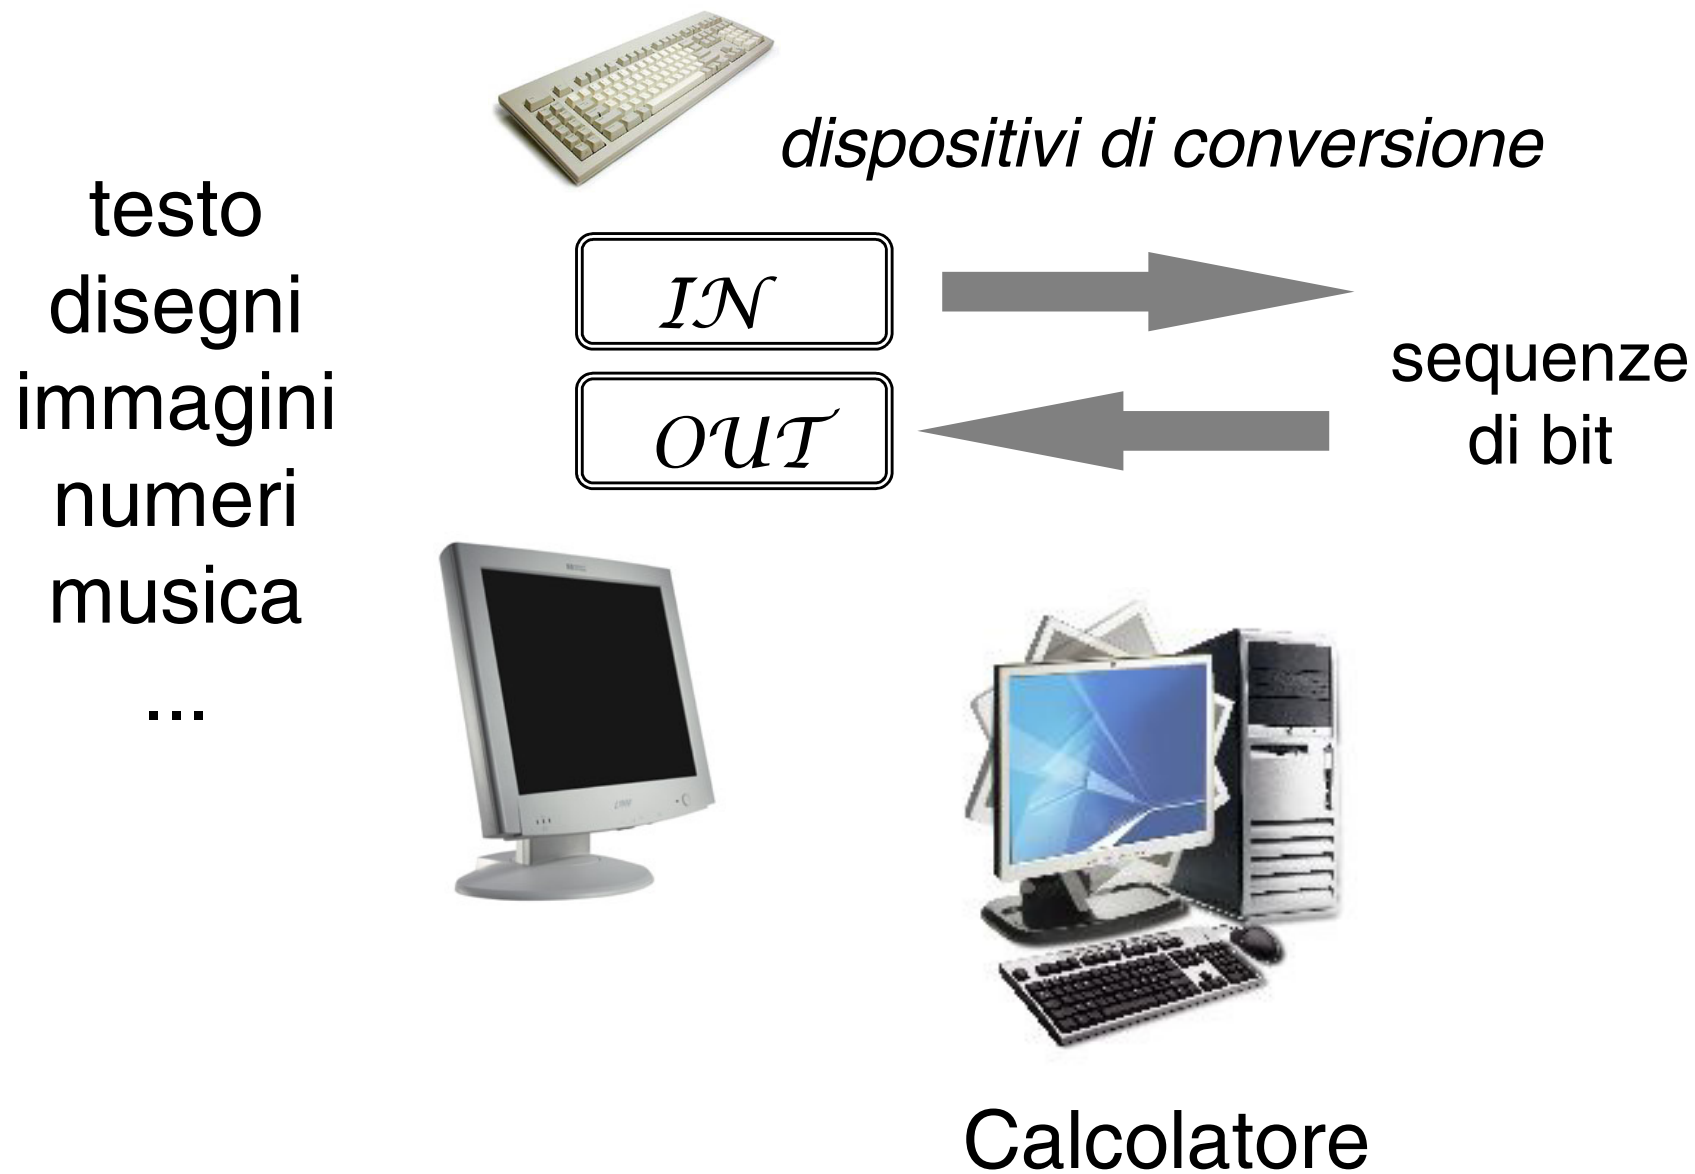 dispositivi di conversione
testo
disegni
immagini
numeri
musica
...
IN
OUT
sequenze
di bit
Calcolatore